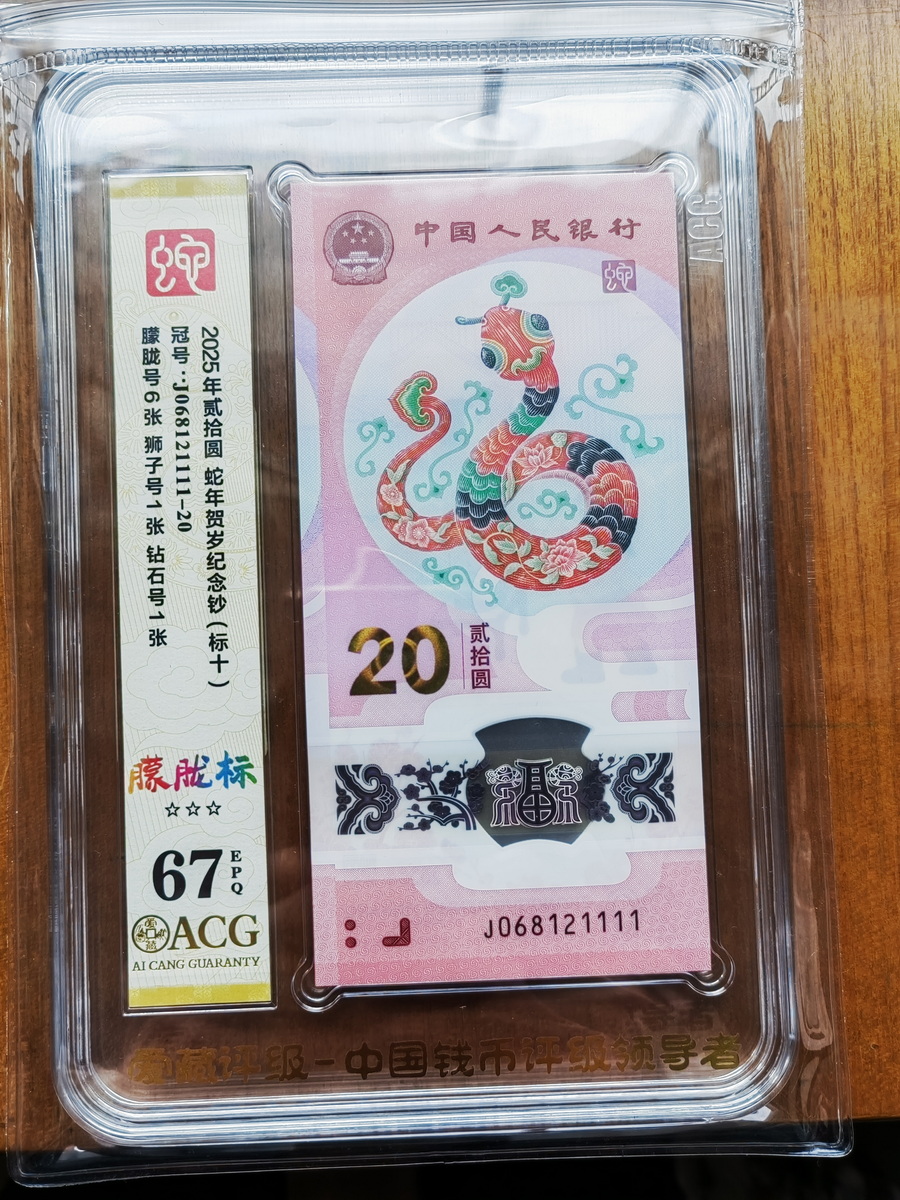 蛇
2025年贰拾圆 蛇年贺岁纪念钞(标十)
冠号:J068121111-20
朦胧号6张 狮子号1张 钻石号1张
朦胧标
☆☆☆
67
EPQ
ACG
AI CANG GUARANTY
中国人民银行
蛇
20
贰拾圆
福
J068121111
ACG
爱藏评级-中国钱币评级领导者